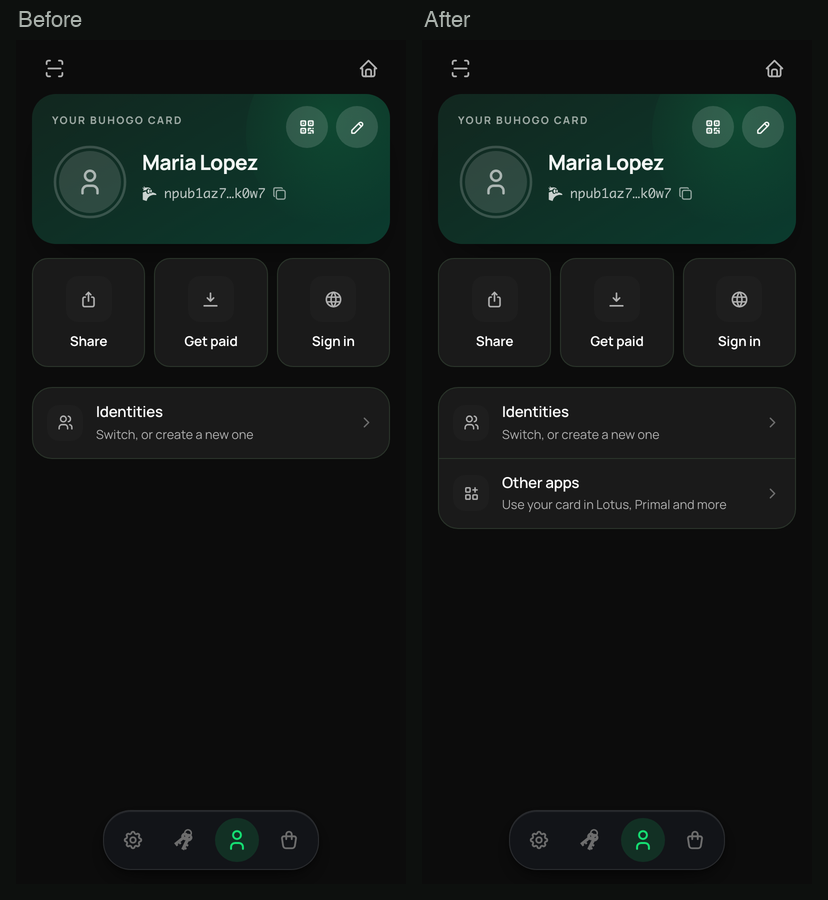 Before
YOUR BUHOGO CARD
Maria Lopez
npub1az7…k0w7
Share
Get paid
Sign in
Identities
Switch, or create a new one
After
YOUR BUHOGO CARD
Maria Lopez
npub1az7…k0w7
Share
Get paid
Sign in
Identities
Switch, or create a new one
Other apps
Use your card in Lotus, Primal and more